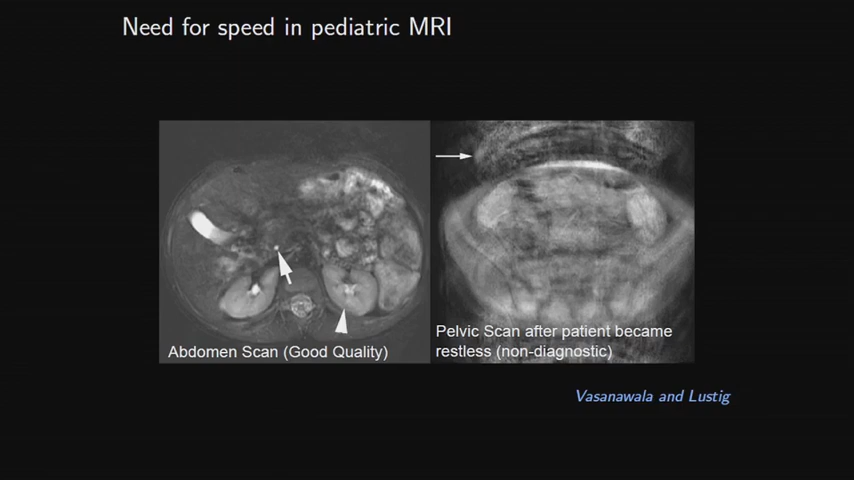 Need for speed in pediatric MRI
Abdomen Scan (Good Quality)
Pelvic Scan after patient became
restless (non-diagnostic)
Vasanawala and Lustig